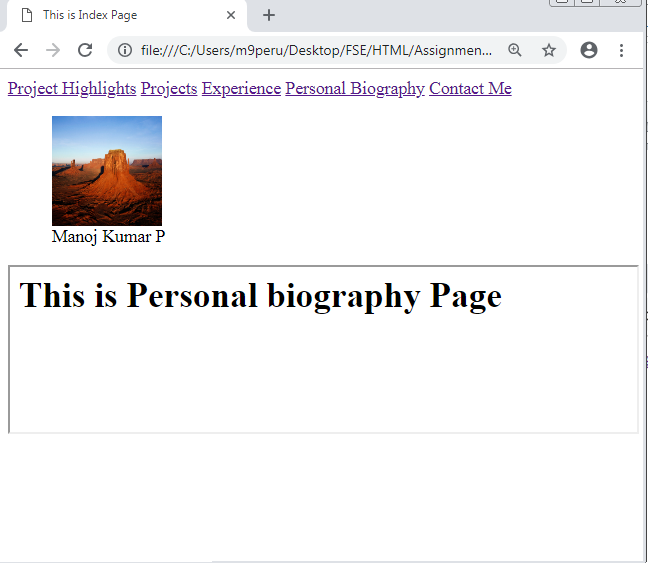 This is Index Page
file:///C:/Users/m9peru/Desktop/FSE/HTML/Assignmen...
Project Highlights Projects Experience Personal Biography Contact Me
Manoj Kumar P
This is Personal biography Page